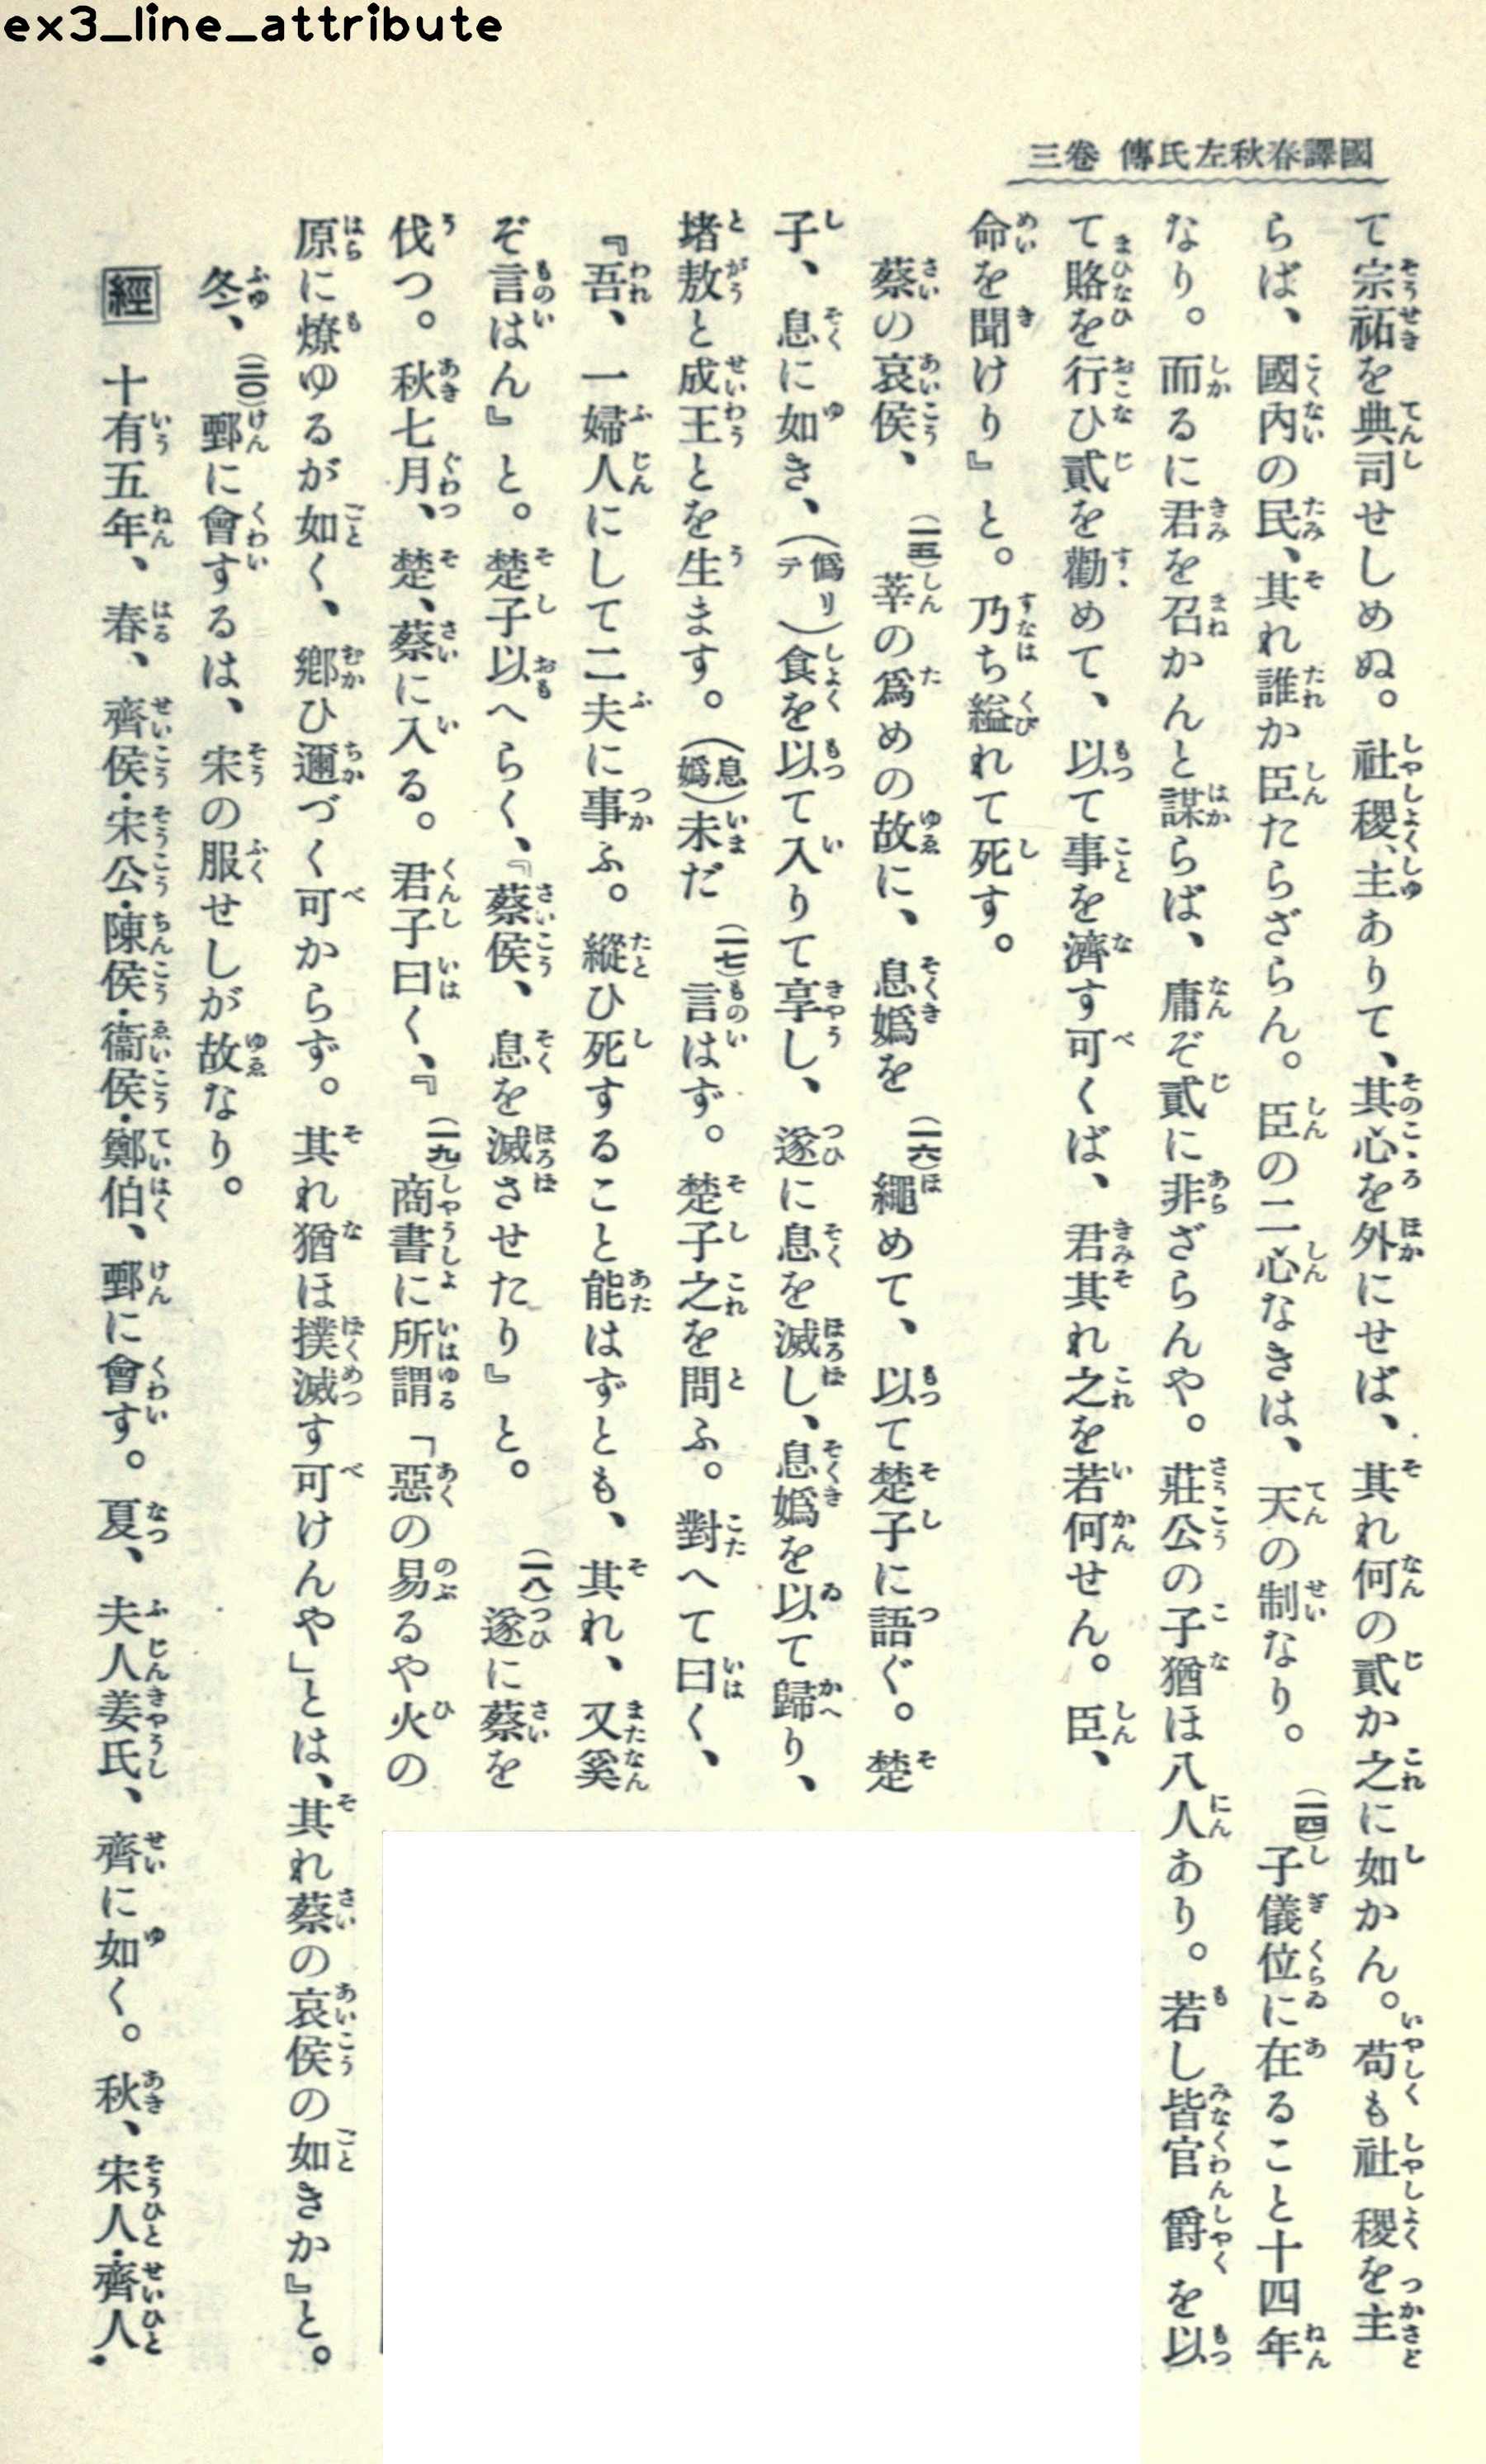 ex3_line_attribute
國譯春秋左氏傳 卷三
て宗祏を典司せしめぬ。社稷、主ありて、其心を外にせば、其れ何の貳か之に如かん。苟も社稷を主
らば、國內の民、其れ誰か臣たらざらん。臣の二心なきは、天の制なり。(一四)子儀位に在ること十四年
なり。而るに君を召かんと謀らば、庸ぞ貳に非ざらんや。莊公の子猶ほ八人あり。若し皆官爵を以
て賂を行ひ貳を勸めて、以て事を濟す可くば、君其れ之を若何せん。臣、
命を聞けり』と。乃ち縊れて死す。
蔡の哀侯、(一五)莘の爲めの故に、息嬀を(一六)繩めて、以て楚子に語ぐ。楚
子、息に如き、(僞リテ)食を以て入りて享し、遂に息を滅し、息嬀を以て歸り、
堵敖と成王とを生ます。(息嬀)未だ(一七)言はず。楚子之を問ふ。對へて曰く、
『吾、一婦人にして二夫に事ふ。縱ひ死すること能はずとも、其れ、又奚
ぞ言はん』と。楚子以へらく、『蔡侯、息を滅させたり』と。(一八)遂に蔡を
伐つ。秋七月、楚、蔡に入る。君子曰く、『(一九)商書に所謂「惡の易るや火の
原に燎ゆるが如く、鄕ひ邇づく可からず。其れ猶ほ撲滅す可けんや」とは、其れ蔡の哀侯の如きか』と。
冬、(二〇)鄄に會するは、宋の服せしが故なり。
經 十有五年、春、齊侯・宋公・陳侯・衞侯・鄭伯、鄄に會す。夏、夫人姜氏、齊に如く。秋、宋人・齊人・